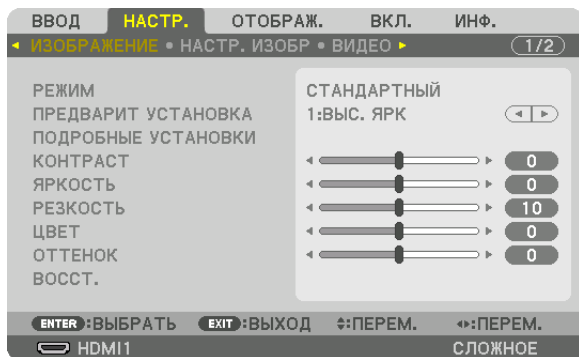 ВВОД НАСТР. ОТОБРАЖ. ВКЛ. ИНФ.
ИЗОБРАЖЕНИЕ • НАСТР. ИЗОБР • ВИДЕО 1/2
РЕЖИМ СТАНДАРТНЫЙ
ПРЕДВАРИТ УСТАНОВКА 1:ВЫС. ЯРК
ПОДРОБНЫЕ УСТАНОВКИ
КОНТРАСТ 0
ЯРКОСТЬ 0
РЕЗКОСТЬ 10
ЦВЕТ 0
ОТТЕНОК 0
ВОССТ.
ENTER:ВЫБРАТЬ EXIT:ВЫХОД :ПЕРЕМ. :ПЕРЕМ.
HDMI1 СЛОЖНОЕ